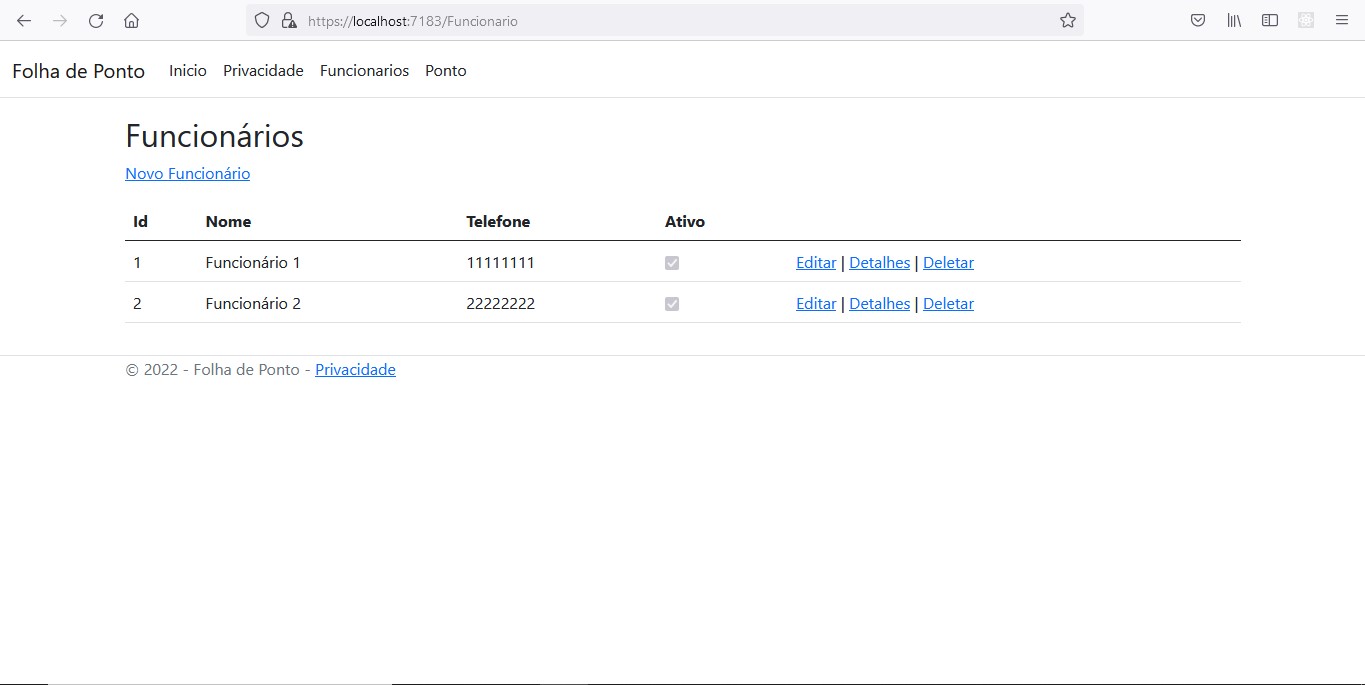 https://localhost:7183/Funcionario
Folha de Ponto Inicio Privacidade Funcionarios Ponto
Funcionários
Novo Funcionário
Id Nome Telefone Ativo
1 Funcionário 1 11111111 Editar | Detalhes | Deletar
2 Funcionário 2 22222222 Editar | Detalhes | Deletar
© 2022 - Folha de Ponto - Privacidade